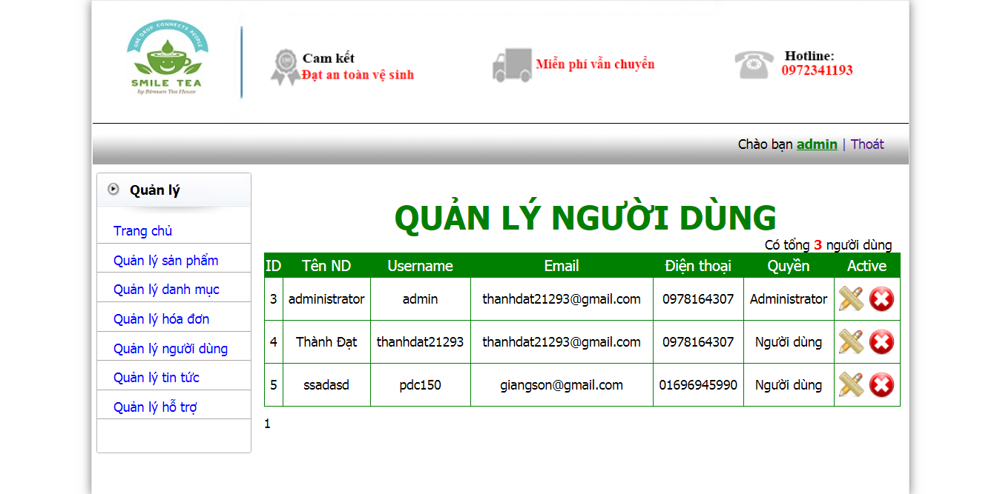 ONE DROP CONNECTS PEOPLE
SMILE TEA
by Birouen Tea House
Cam kết
Đạt an toàn vệ sinh
Miễn phí vẫn chuyển
Hotline:
0972341193
Chào bạn admin | Thoát
Quản lý
Trang chủ
Quản lý sản phẩm
Quản lý danh mục
Quản lý hóa đơn
Quản lý người dùng
Quản lý tin tức
Quản lý hỗ trợ
QUẢN LÝ NGƯỜI DÙNG
Có tổng 3 người dùng
ID Tên ND Username Email Điện thoại Quyền Active
3 administrator admin thanhdat21293@gmail.com 0978164307 Administrator
4 Thành Đạt thanhdat21293 thanhdat21293@gmail.com 0978164307 Người dùng
5 ssadasd pdc150 giangson@gmail.com 01696945990 Người dùng
1